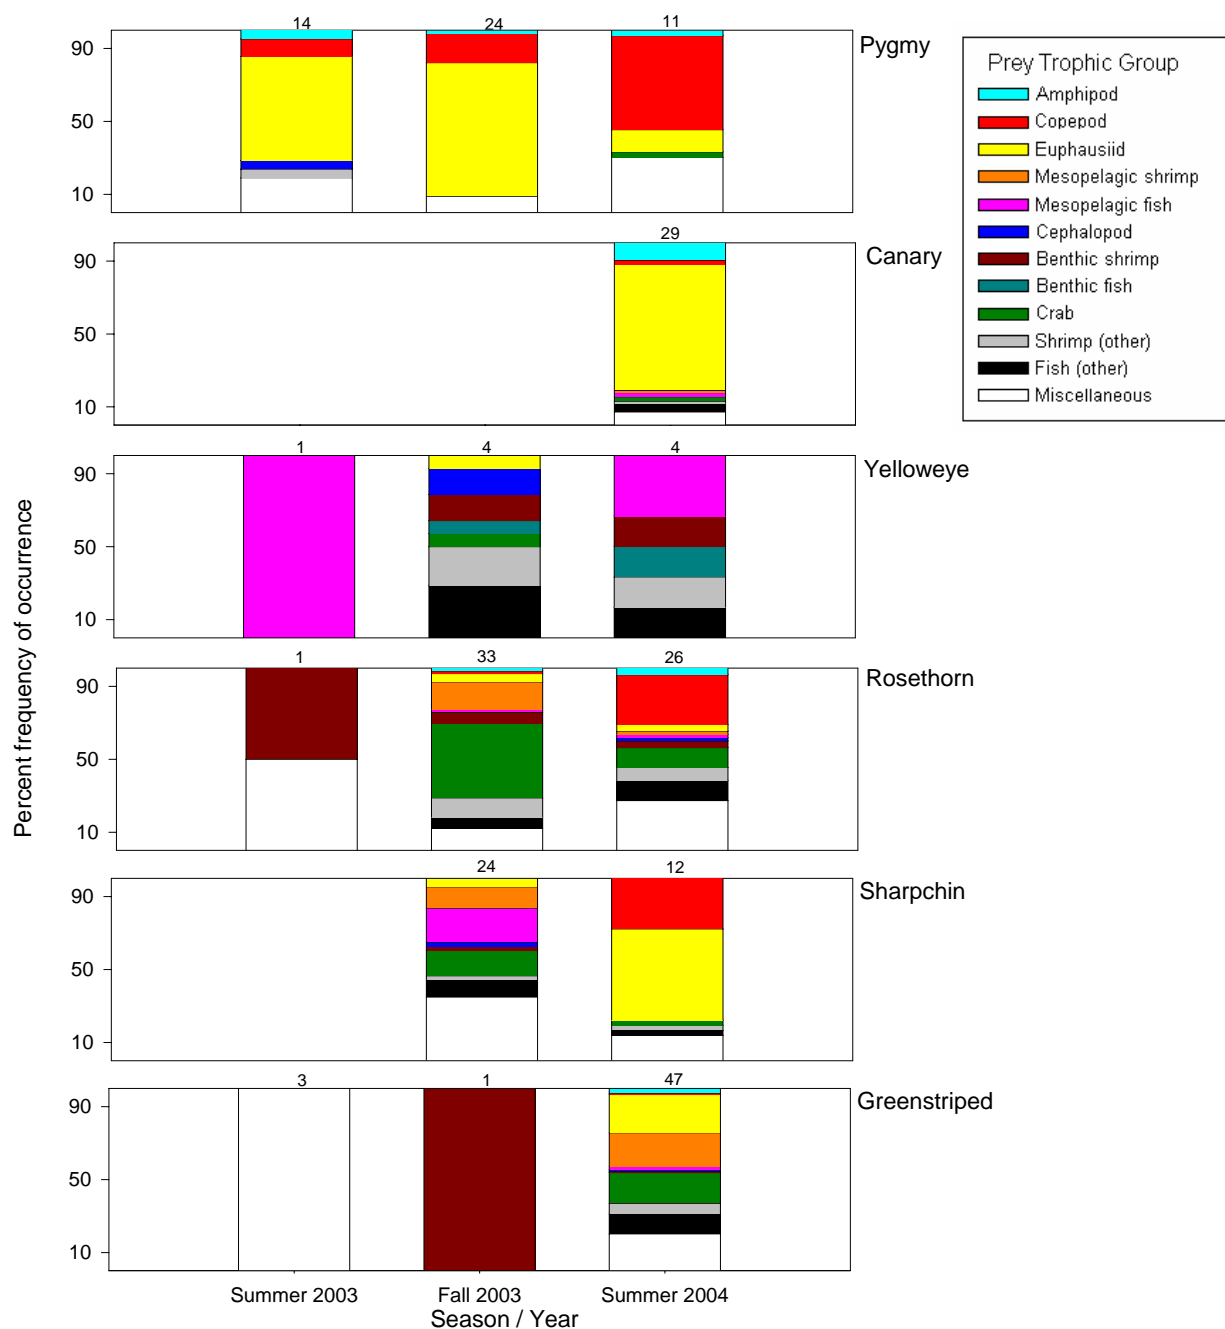 14
24
11
Pygmy
90
50
10
Prey Trophic Group
Amphipod
Copepod
Euphausiid
Mesopelagic shrimp
Mesopelagic fish
Cephalopod
Benthic shrimp
Benthic fish
Crab
Shrimp (other)
Fish (other)
Miscellaneous
29
Canary
90
50
10
1
4
4
Yelloweye
90
50
10
Percent frequency of occurrence
1
33
26
Rosethorn
90
50
10
24
12
Sharpchin
90
50
10
3
1
47
Greenstriped
90
50
10
Summer 2003
Fall 2003
Summer 2004
Season / Year